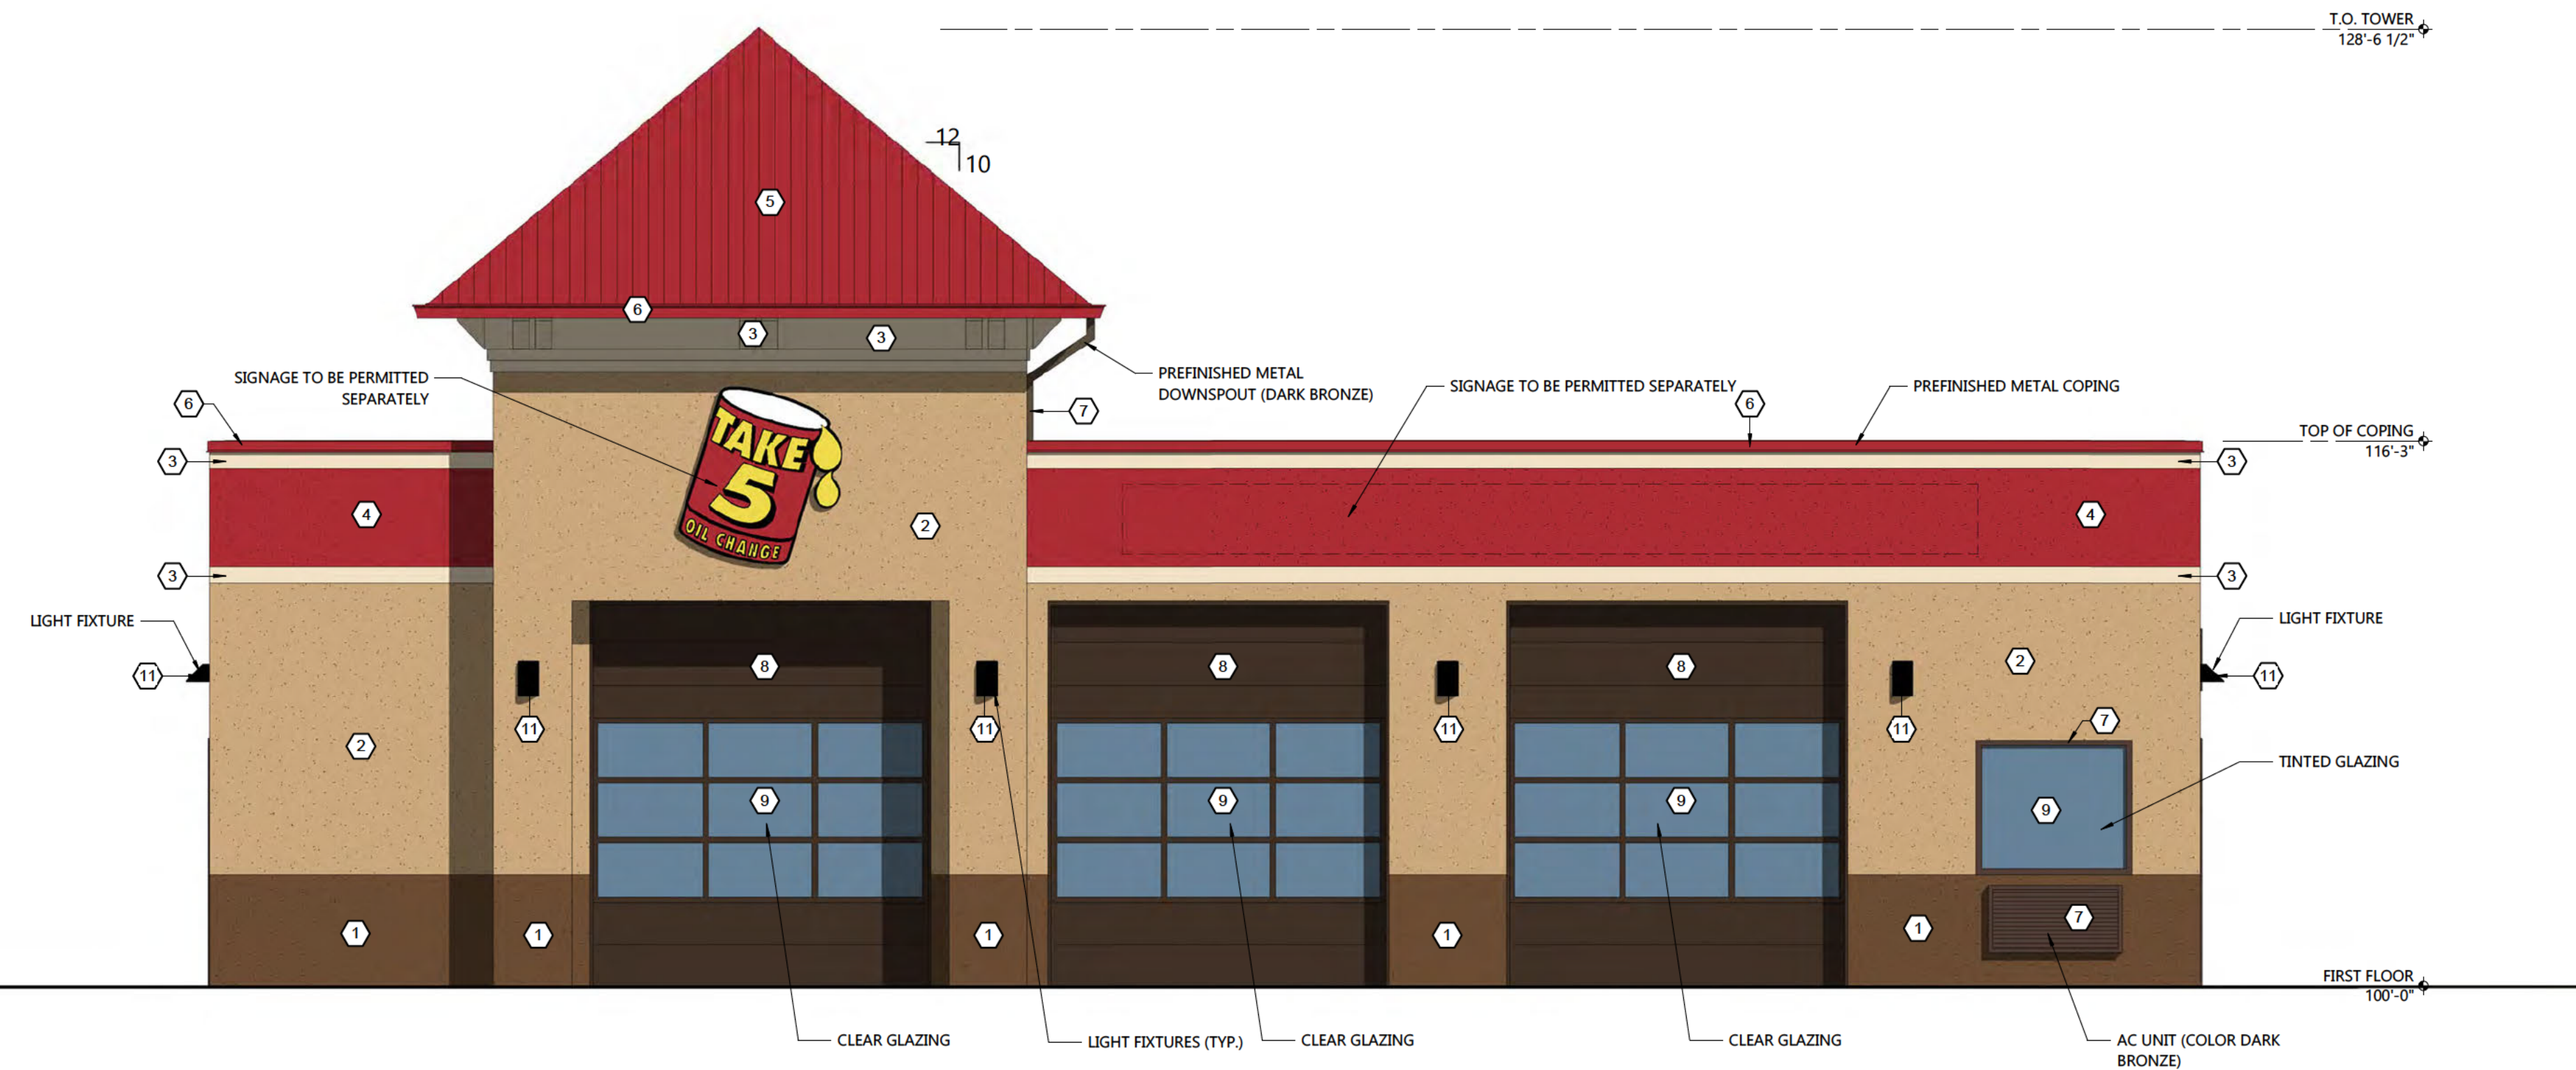 T.O. TOWER
128'-6 1/2"
12
10
5
6
3
3
SIGNAGE TO BE PERMITTED
SEPARATELY
PREFINISHED METAL
DOWNSPOUT (DARK BRONZE)
SIGNAGE TO BE PERMITTED SEPARATELY
PREFINISHED METAL COPING
6
7
6
TAKE
5
OIL CHANGE
TOP OF COPING
116'-3"
3
3
4
2
4
3
3
LIGHT FIXTURE
LIGHT FIXTURE
11
8
8
8
2
11
11
11
11
11
7
2
TINTED GLAZING
9
9
9
9
1
1
1
1
1
7
FIRST FLOOR
100'-0"
CLEAR GLAZING
LIGHT FIXTURES (TYP.)
CLEAR GLAZING
CLEAR GLAZING
AC UNIT (COLOR DARK
BRONZE)